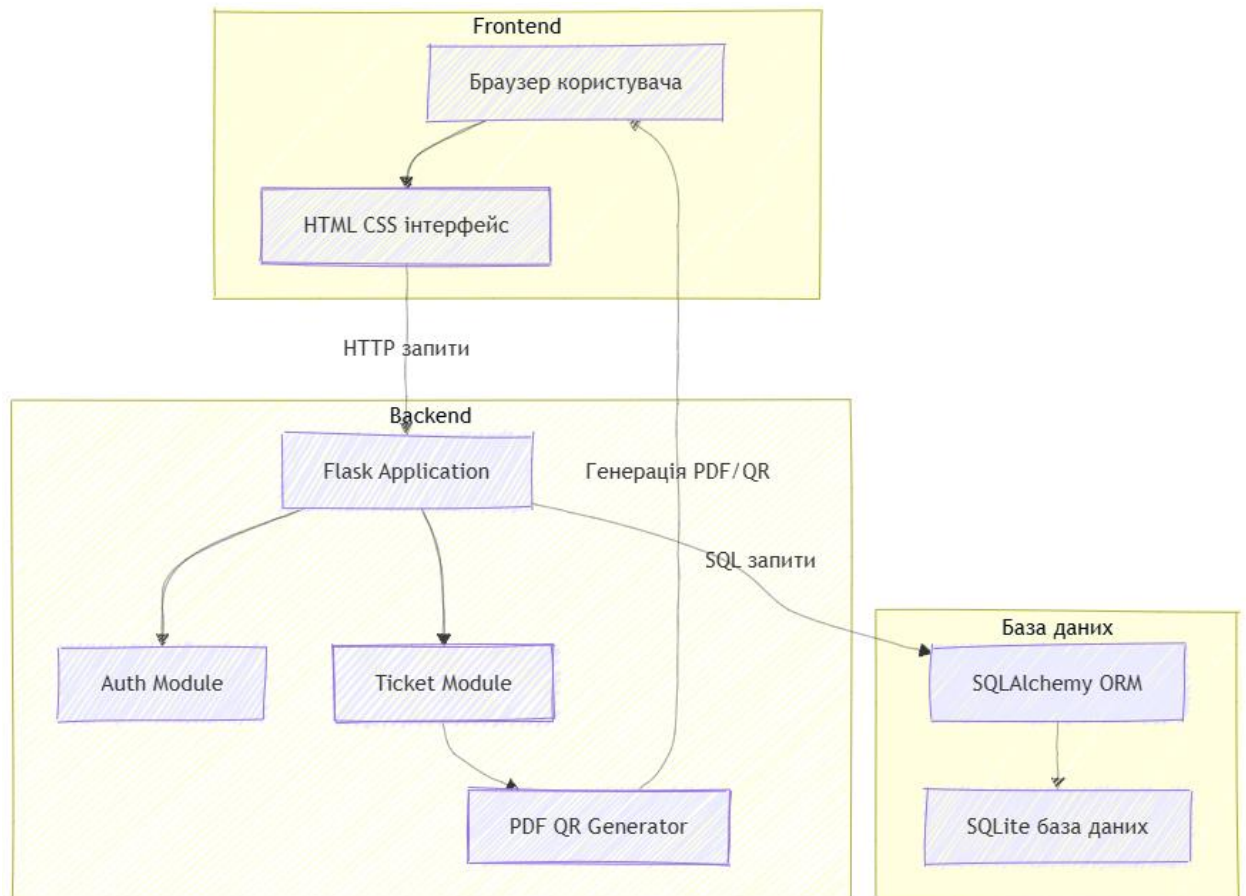 Frontend
Браузер користувача
HTML CSS інтерфейс
HTTP запити
Backend
Flask Application
Генерація PDF/QR
SQL запити
База даних
Auth Module
Ticket Module
SQLAlchemy ORM
PDF QR Generator
SQLite база даних